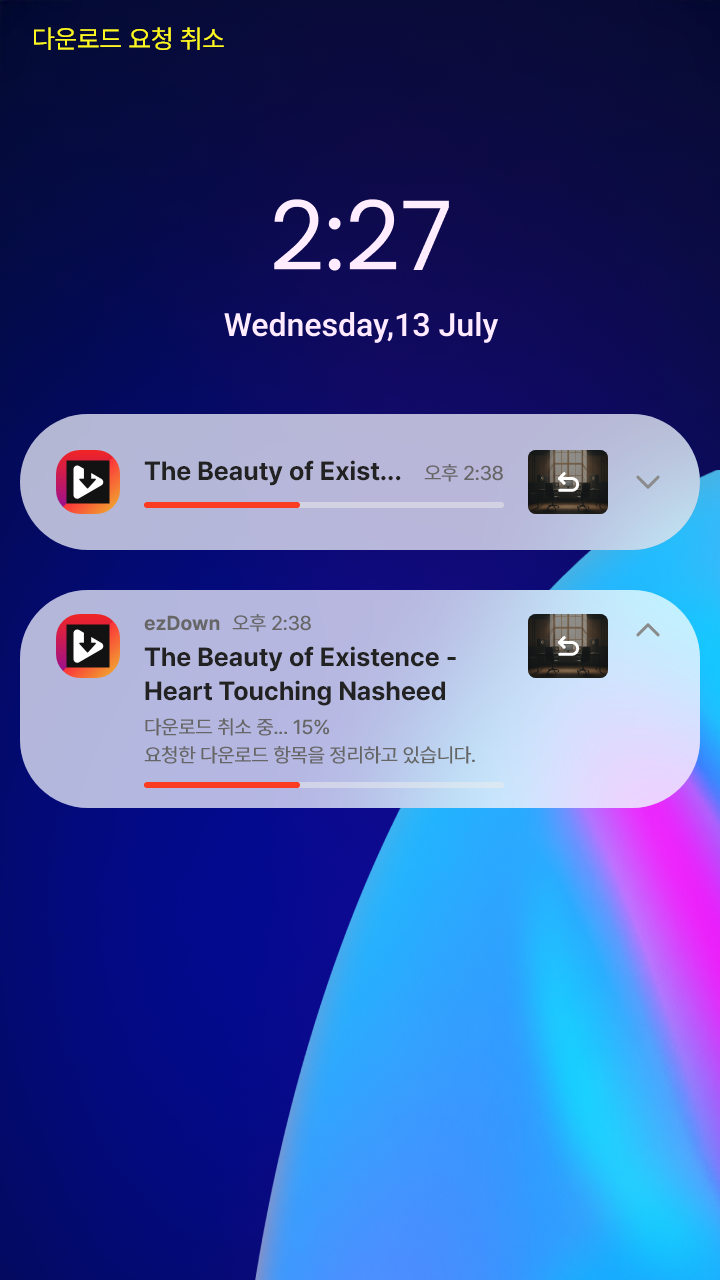 다운로드 요청 취소
2:27
Wednesday,13 July
The Beauty of Exist... 오후 2:38
ezDown 오후 2:38
The Beauty of Existence -
Heart Touching Nasheed
다운로드 취소 중... 15%
요청한 다운로드 항목을 정리하고 있습니다.